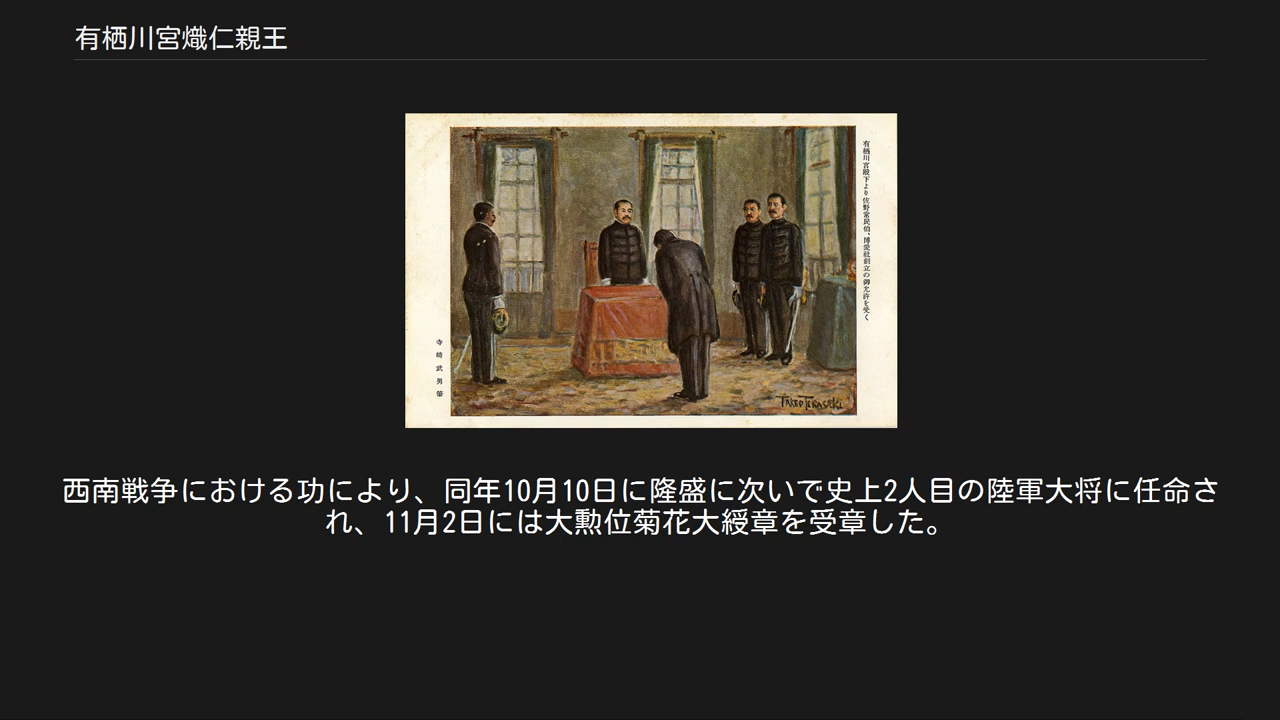 有栖川宮熾仁親王
有栖川宮殿下より佐野常民伯、博愛社創立の御允許を受く
寺崎武男筆
TAKEO TERASAKI
西南戦争における功により、同年10月10日に隆盛に次いで史上2人目の陸軍大将に任命さ
れ、11月2日には大勲位菊花大綬章を受章した。